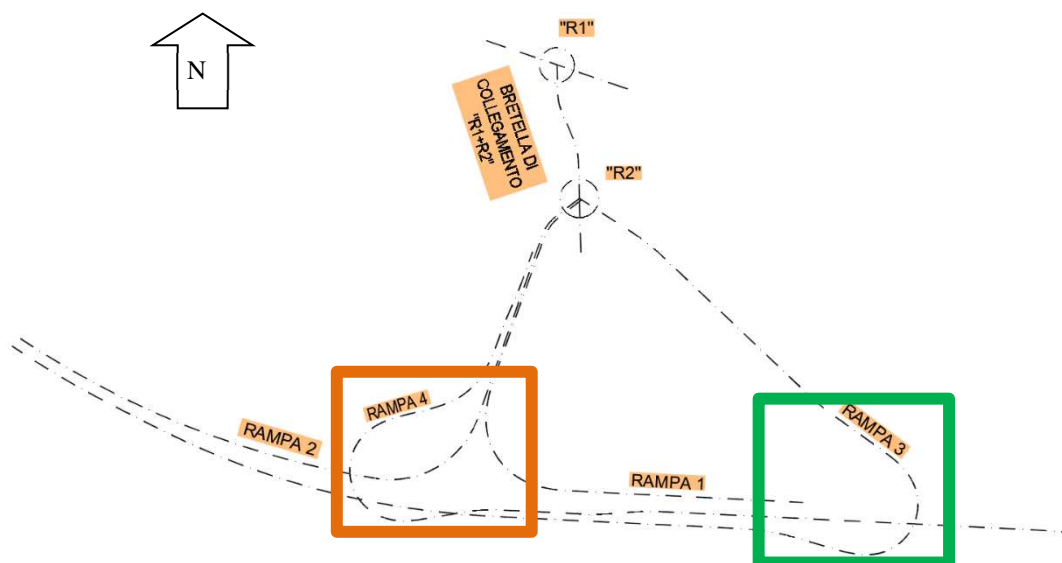 "R1"
N
BRETELLA DI
COLLEGAMENTO
"R1+R2"
"R2"
RAMPA 4
RAMPA 3
RAMPA 2
RAMPA 1